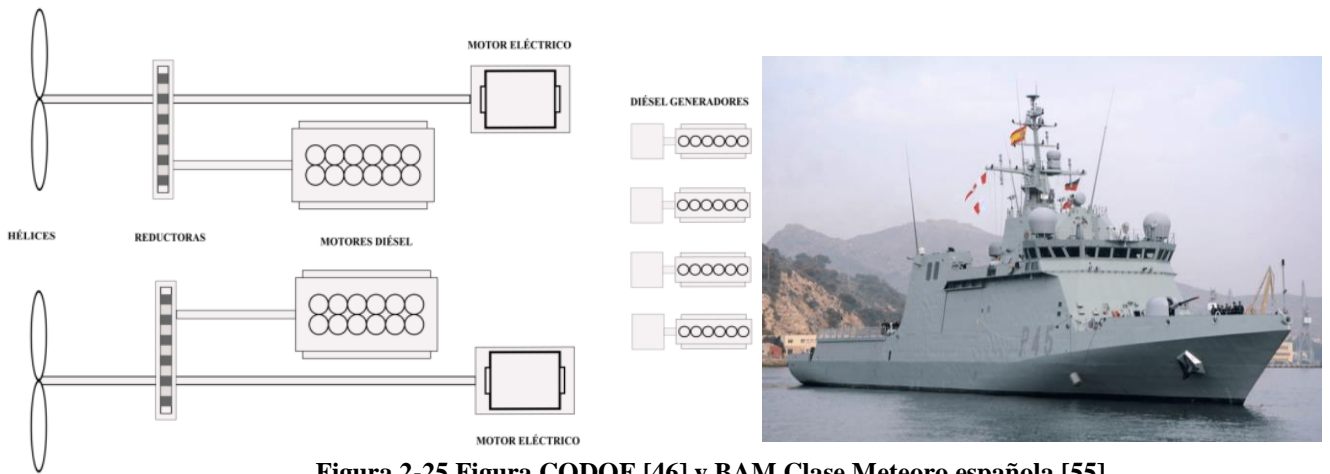 MOTOR ELÉCTRICO
DIÉSEL GENERADORES
HÉLICES
REDUCTORAS
MOTORES DIÉSEL
MOTOR ELÉCTRICO
P45
Figura 2-25 Figura CODOE [46] y BAM Clase Meteoro española [55]